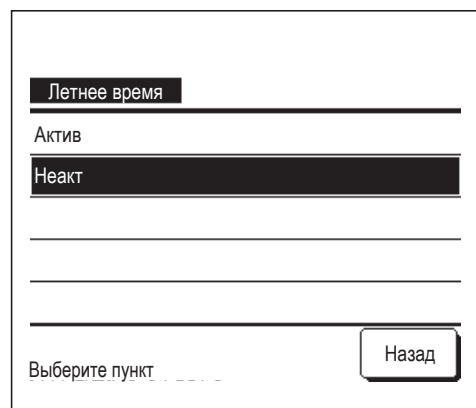 Летнее время
Актив
Неакт
Выберите пункт
Назад